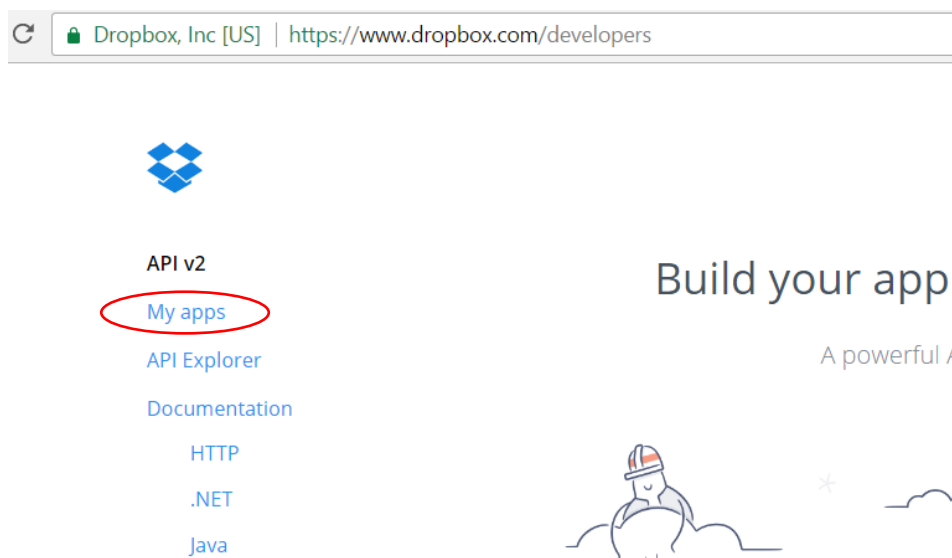 Dropbox, Inc [US] | https://www.dropbox.com/developers
API v2
My apps
API Explorer
Documentation
HTTP
.NET
Java
Build your app
A powerful